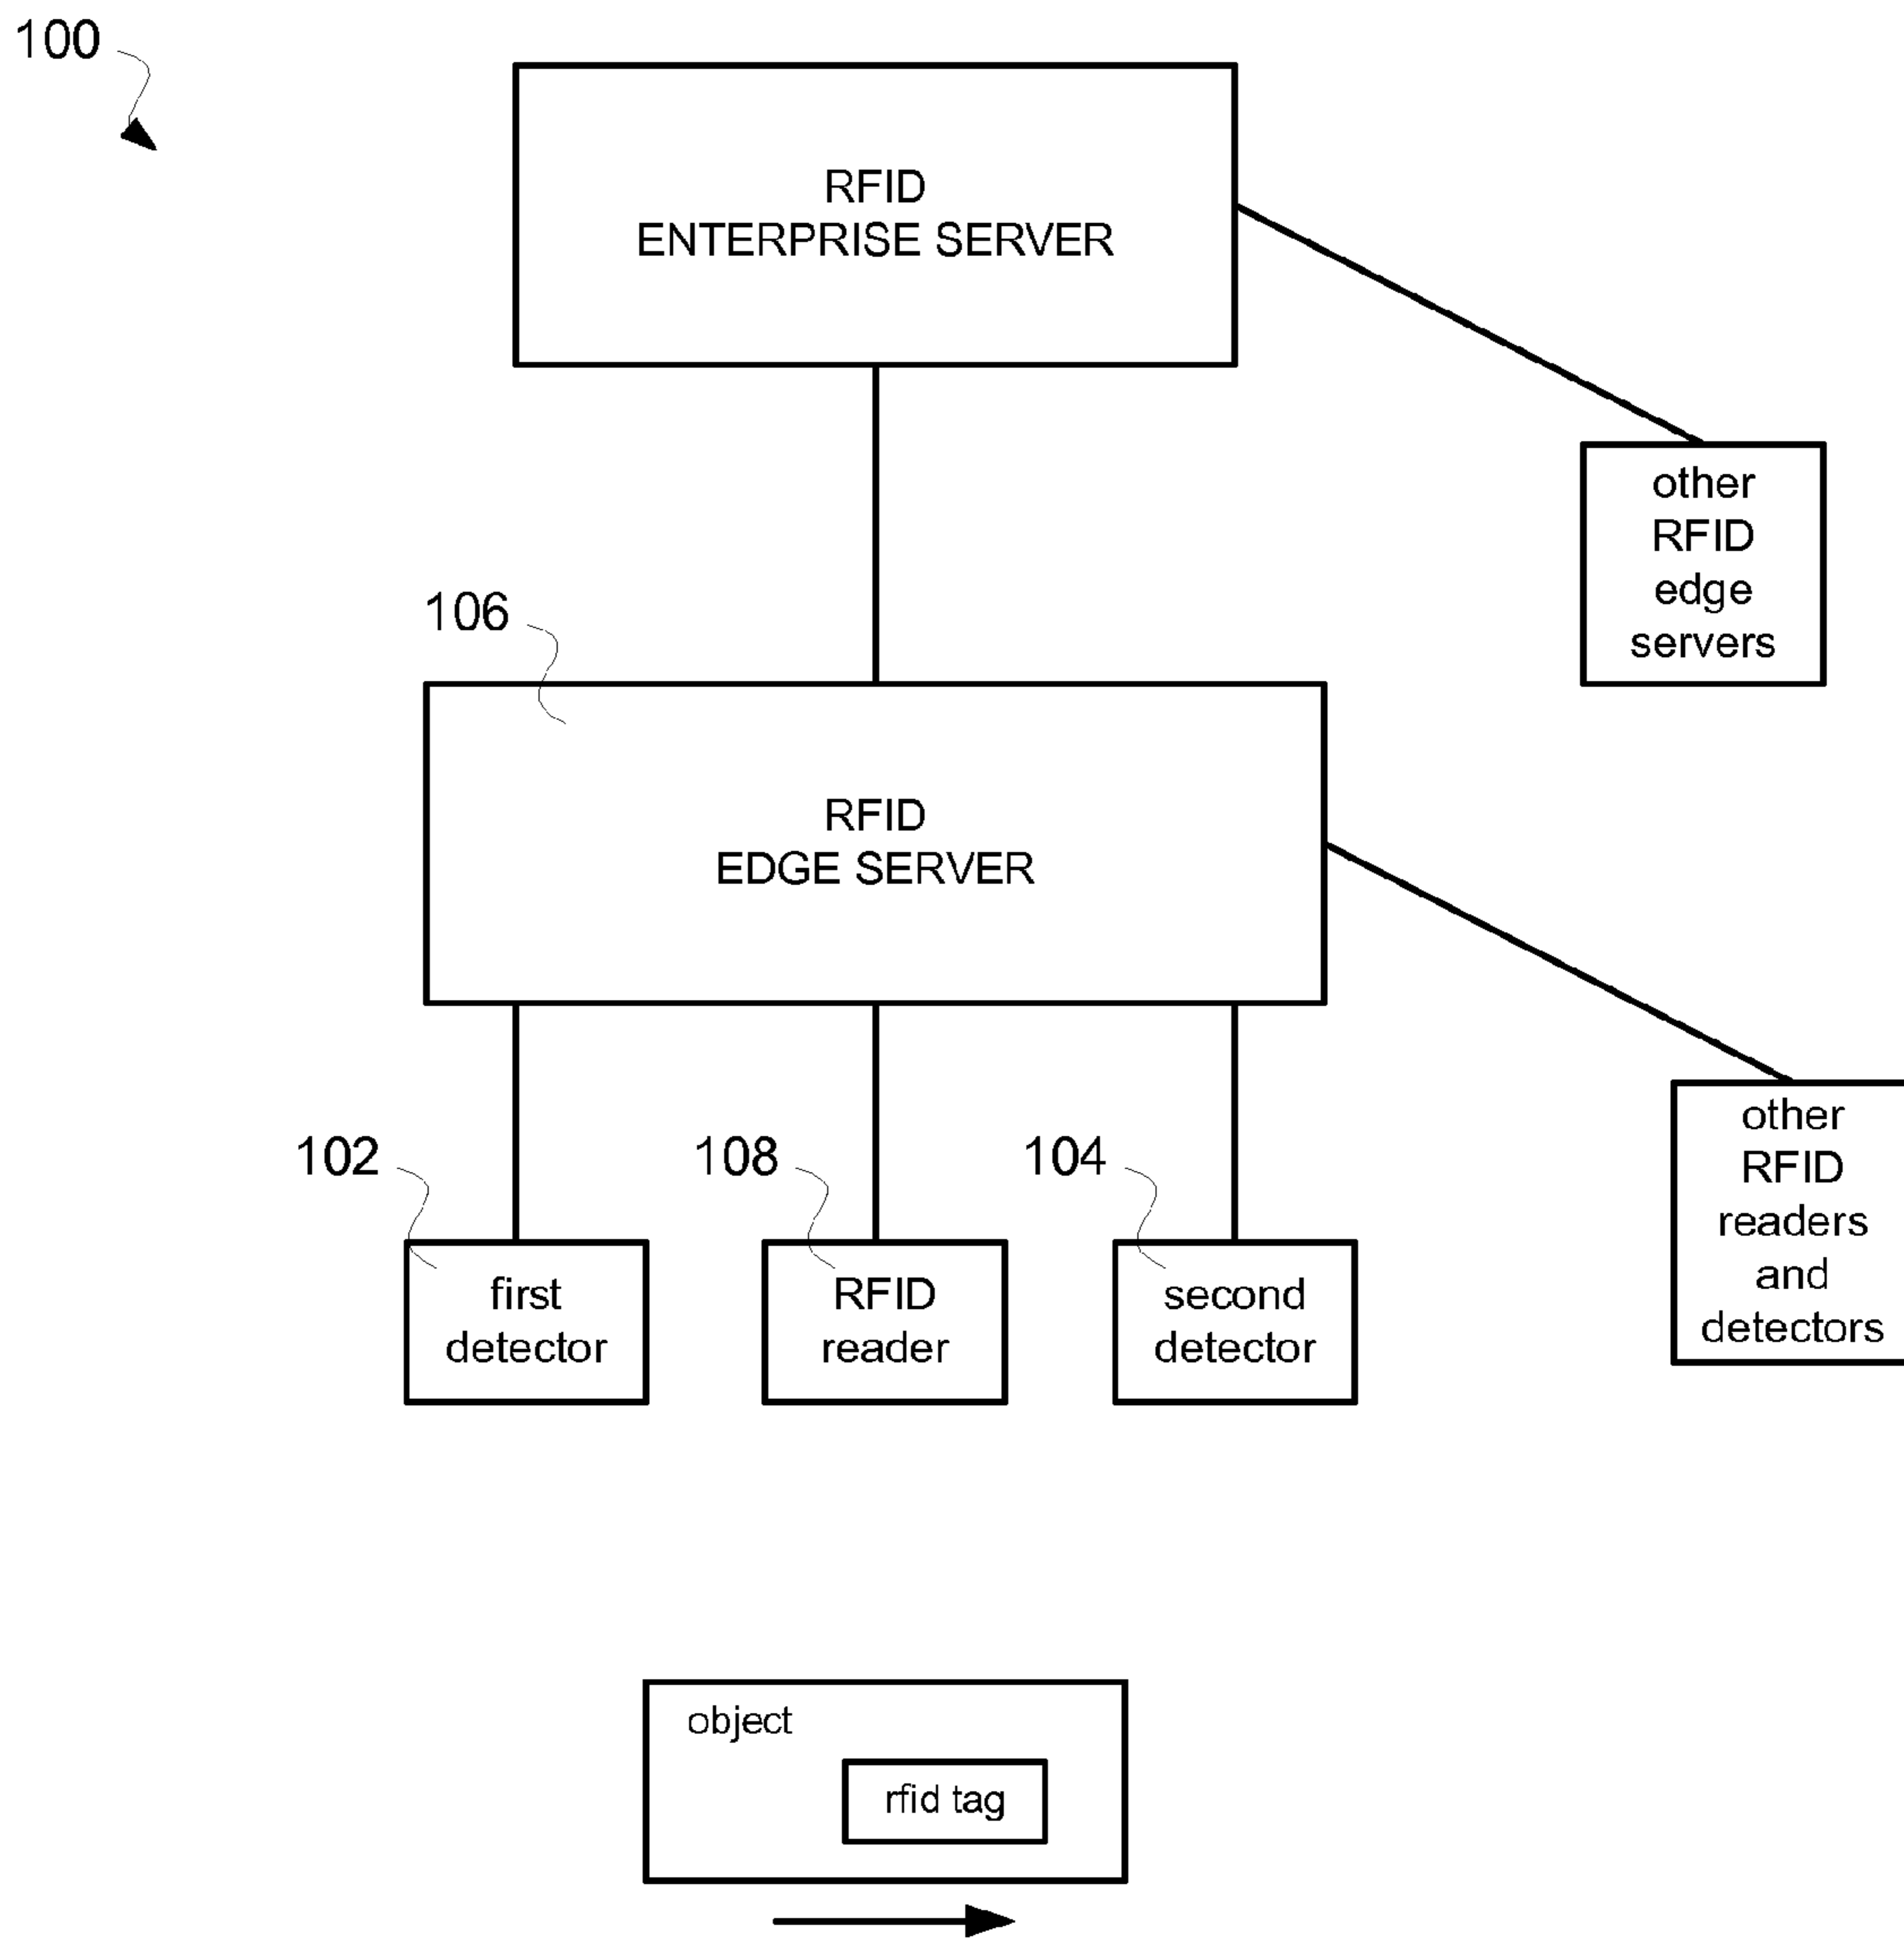 100
RFID
ENTERPRISE SERVER
other
RFID
edge
servers
106
RFID
EDGE SERVER
102
108
104
first
detector
RFID
reader
second
detector
other
RFID
readers
and
detectors
object
rfid tag